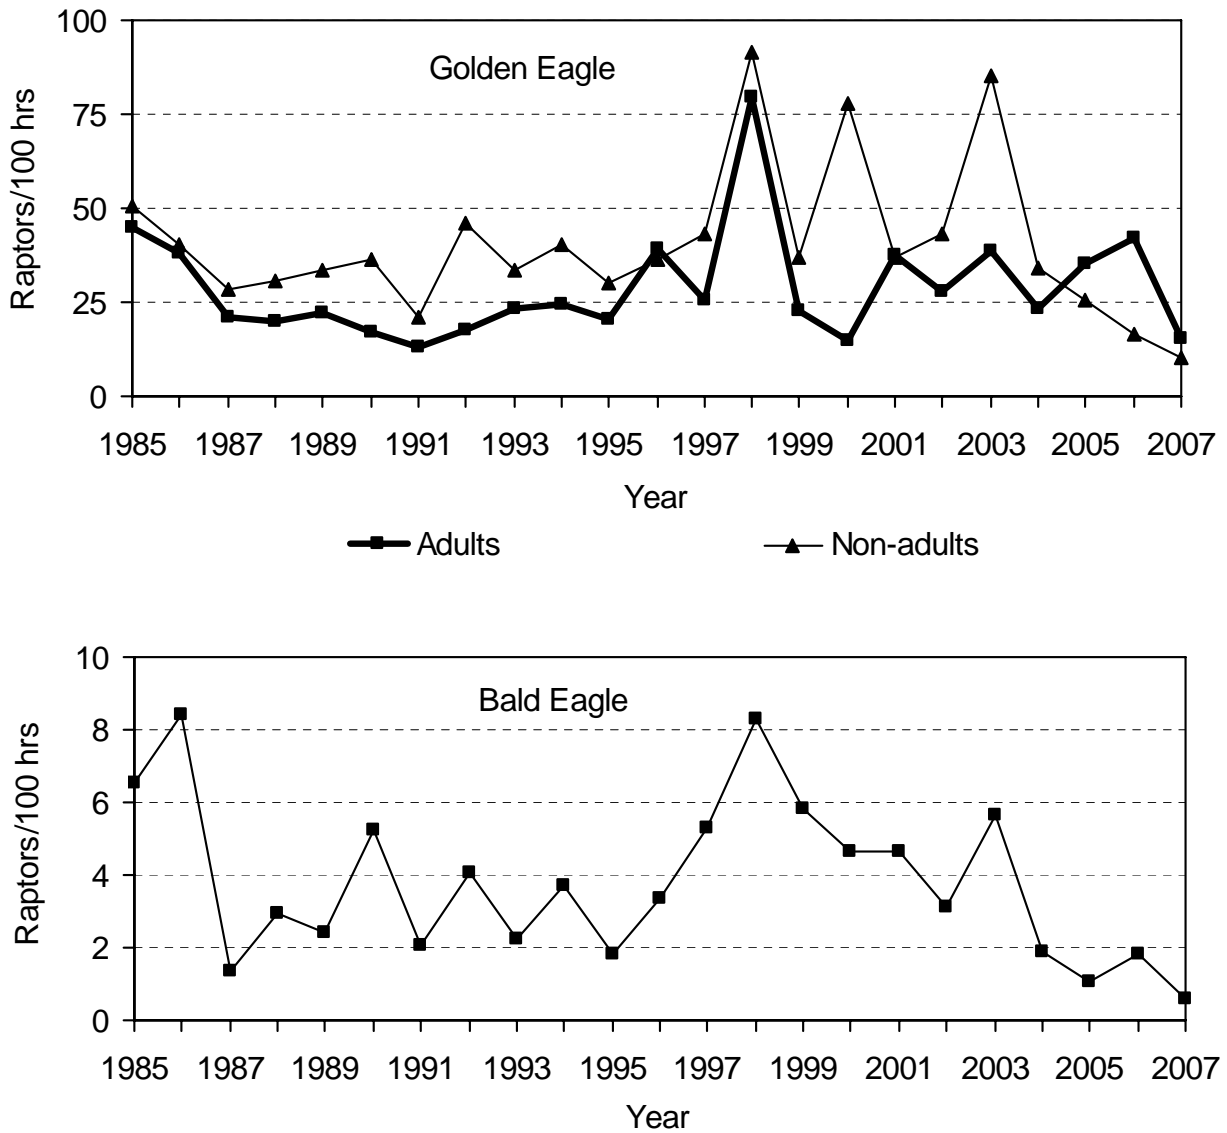 Golden Eagle
Raptors/100 hrs
100
75
50
25
0
1985 1987 1989 1991 1993 1995 1997 1999 2001 2003 2005 2007
Year
Adults Non-adults
Bald Eagle
Raptors/100 hrs
10
8
6
4
2
0
1985 1987 1989 1991 1993 1995 1997 1999 2001 2003 2005 2007
Year